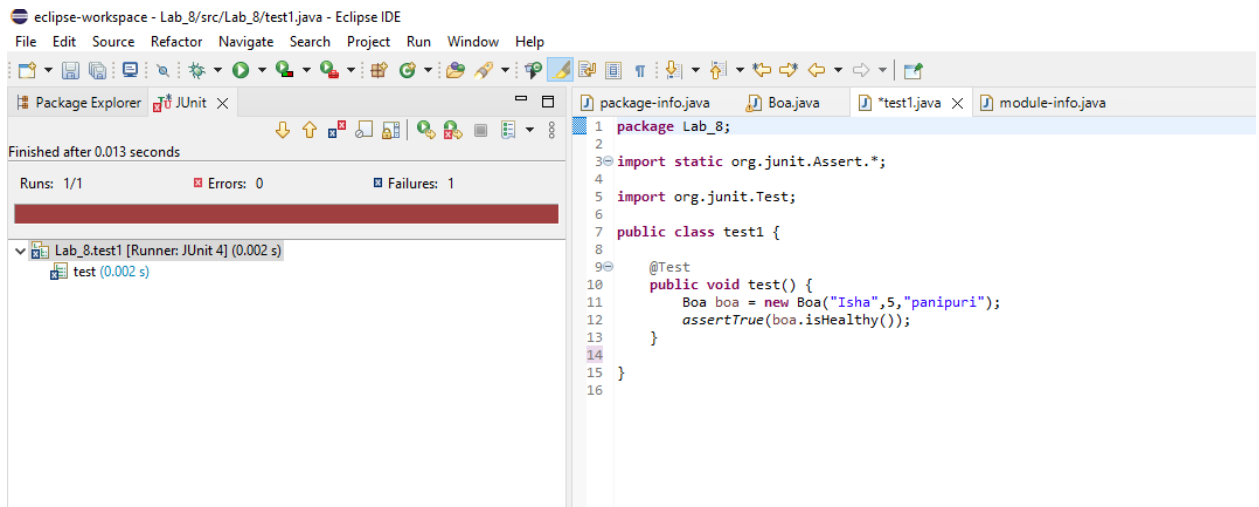 eclipse-workspace - Lab_8/src/Lab_8/test1.java - Eclipse IDE
File Edit Source Refactor Navigate Search Project Run Window Help
Package Explorer JUnit
Finished after 0.013 seconds
Runs: 1/1 Errors: 0 Failures: 1
Lab_8.test1 [Runner: JUnit 4] (0.002 s)
test (0.002 s)
package-info.java Boa.java *test1.java module-info.java
1 package Lab_8;
2
3 import static org.junit.Assert.*;
4
5 import org.junit.Test;
6
7 public class test1 {
8
9 @Test
10 public void test() {
11 Boa boa = new Boa("Isha",5,"panipuri");
12 assertTrue(boa.isHealthy());
13 }
14
15 }
16